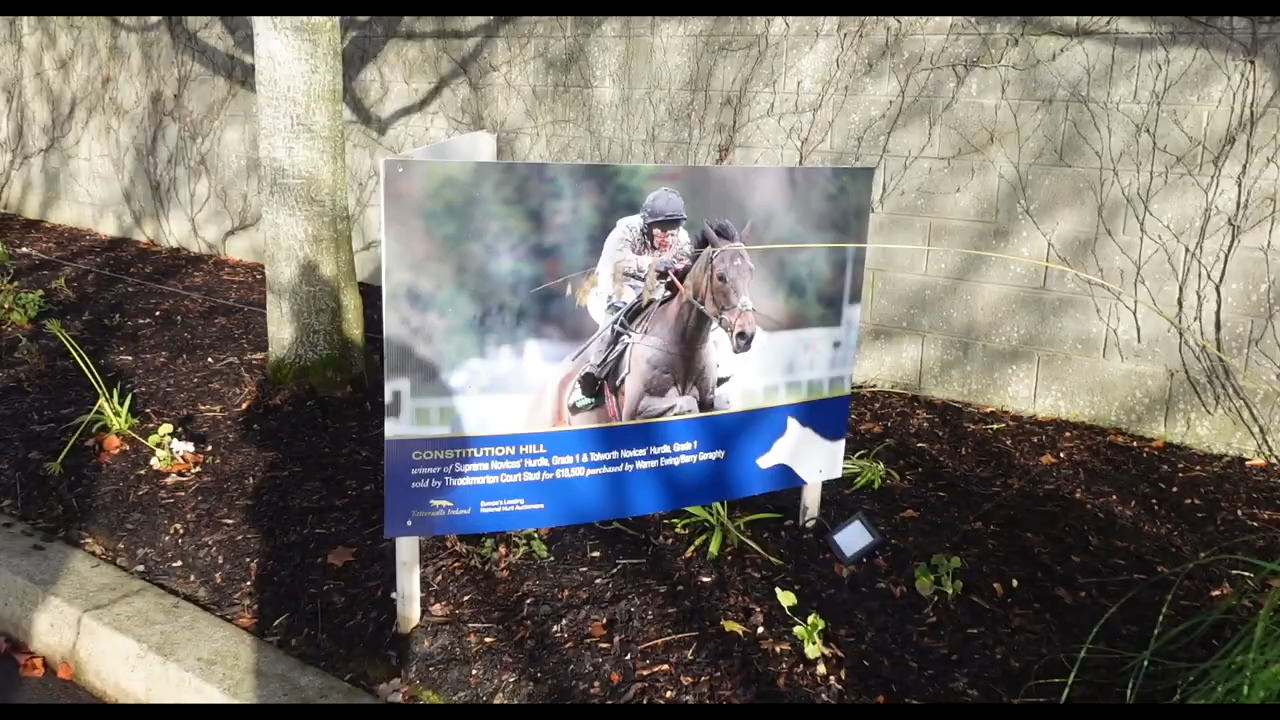 CONSTITUTION HILL
winner of Supreme Novices' Hurdle, Grade 1 & Tolworth Novices' Hurdle, Grade 1
sold by Throckmorton Court Stud for €16,500 purchased by Warren Ewing/Barry Geraghty
Tattersalls Ireland
Europe's Leading
National Hunt Auctioneers